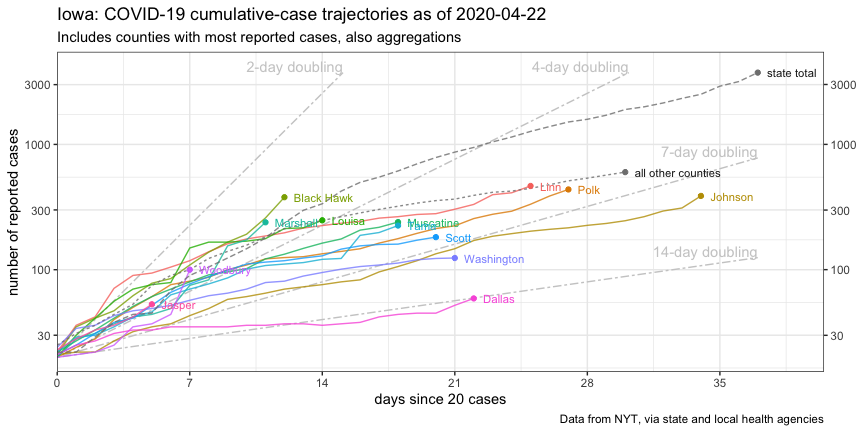 Iowa: COVID-19 cumulative-case trajectories as of 2020-04-22
Includes counties with most reported cases, also aggregations
2-day doubling
4-day doubling
state total
3000
3000
1000
1000
7-day doubling
all other counties
Linn
Polk
Black Hawk
Johnson
300
300
Marshall
Louisa
Muscatine
Tama
Scott
14-day doubling
Washington
100
100
Woodbury
Jasper
Dallas
30
30
0
7
14
21
28
35
number of reported cases
days since 20 cases
Data from NYT, via state and local health agencies